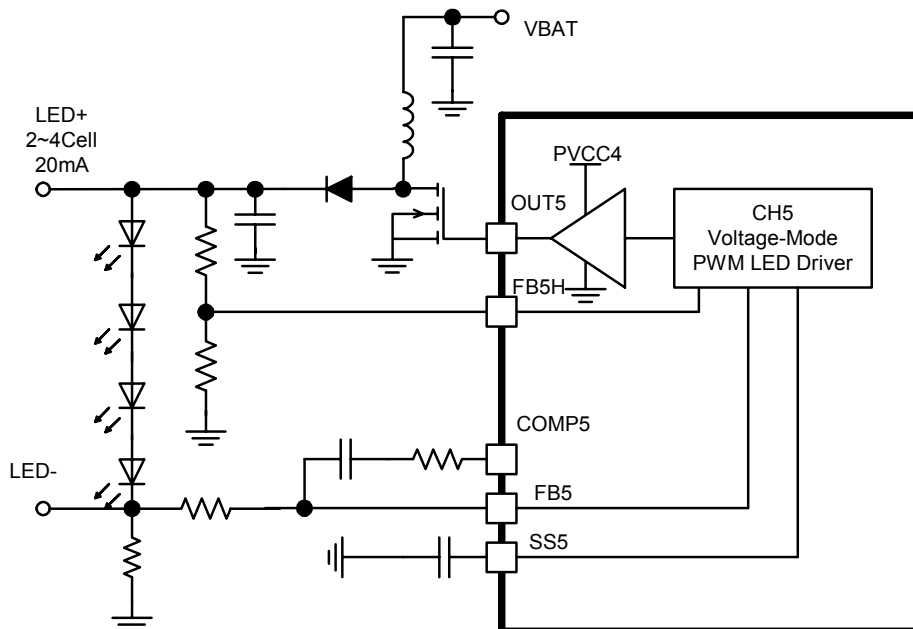 VBAT
LED+
2~4Cell
20mA
PVCC4
OUT5
CH5
Voltage-Mode
PWM LED Driver
FB5H
COMP5
LED-
FB5
SS5